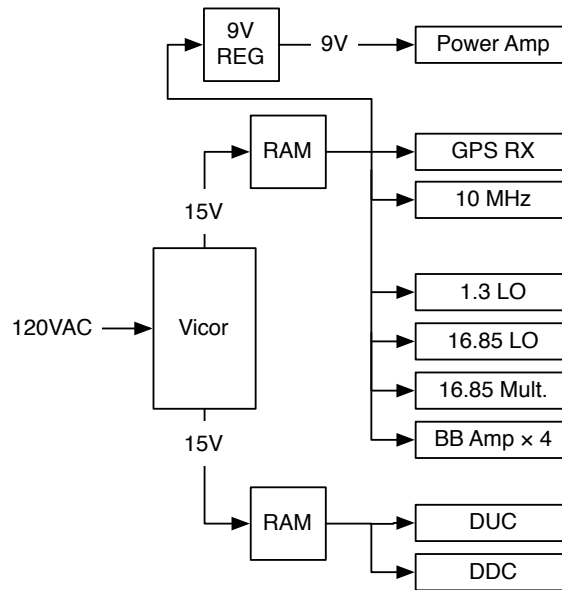 9V
REG
9V
Power Amp
RAM
GPS RX
10 MHz
15V
120VAC
Vicor
1.3 LO
16.85 LO
16.85 Mult.
BB Amp × 4
15V
RAM
DUC
DDC